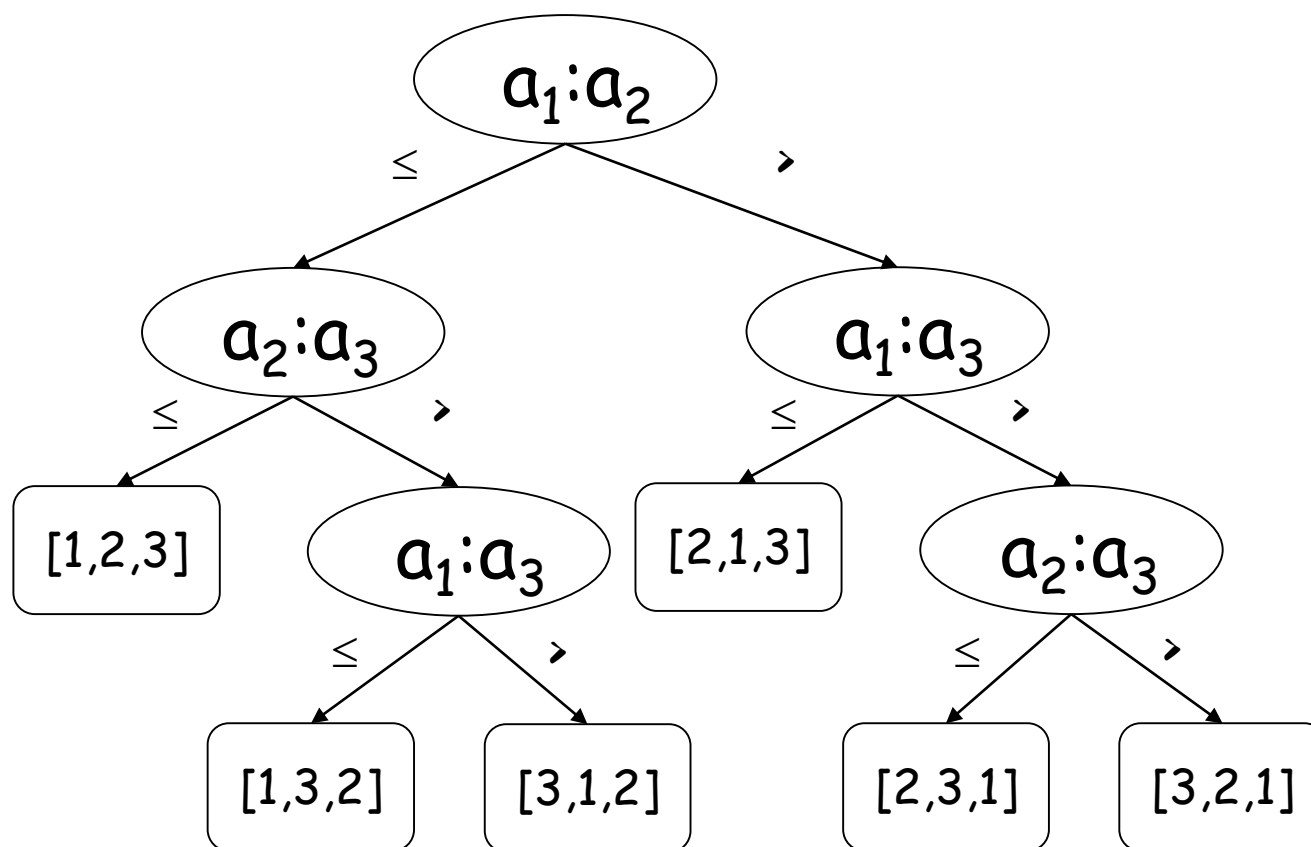 a₁:a₂
≤ >
a₂:a₃ a₁:a₃
≤ > ≤ >
[1,2,3] a₁:a₃ [2,1,3] a₂:a₃
≤ > ≤ >
[1,3,2] [3,1,2] [2,3,1] [3,2,1]